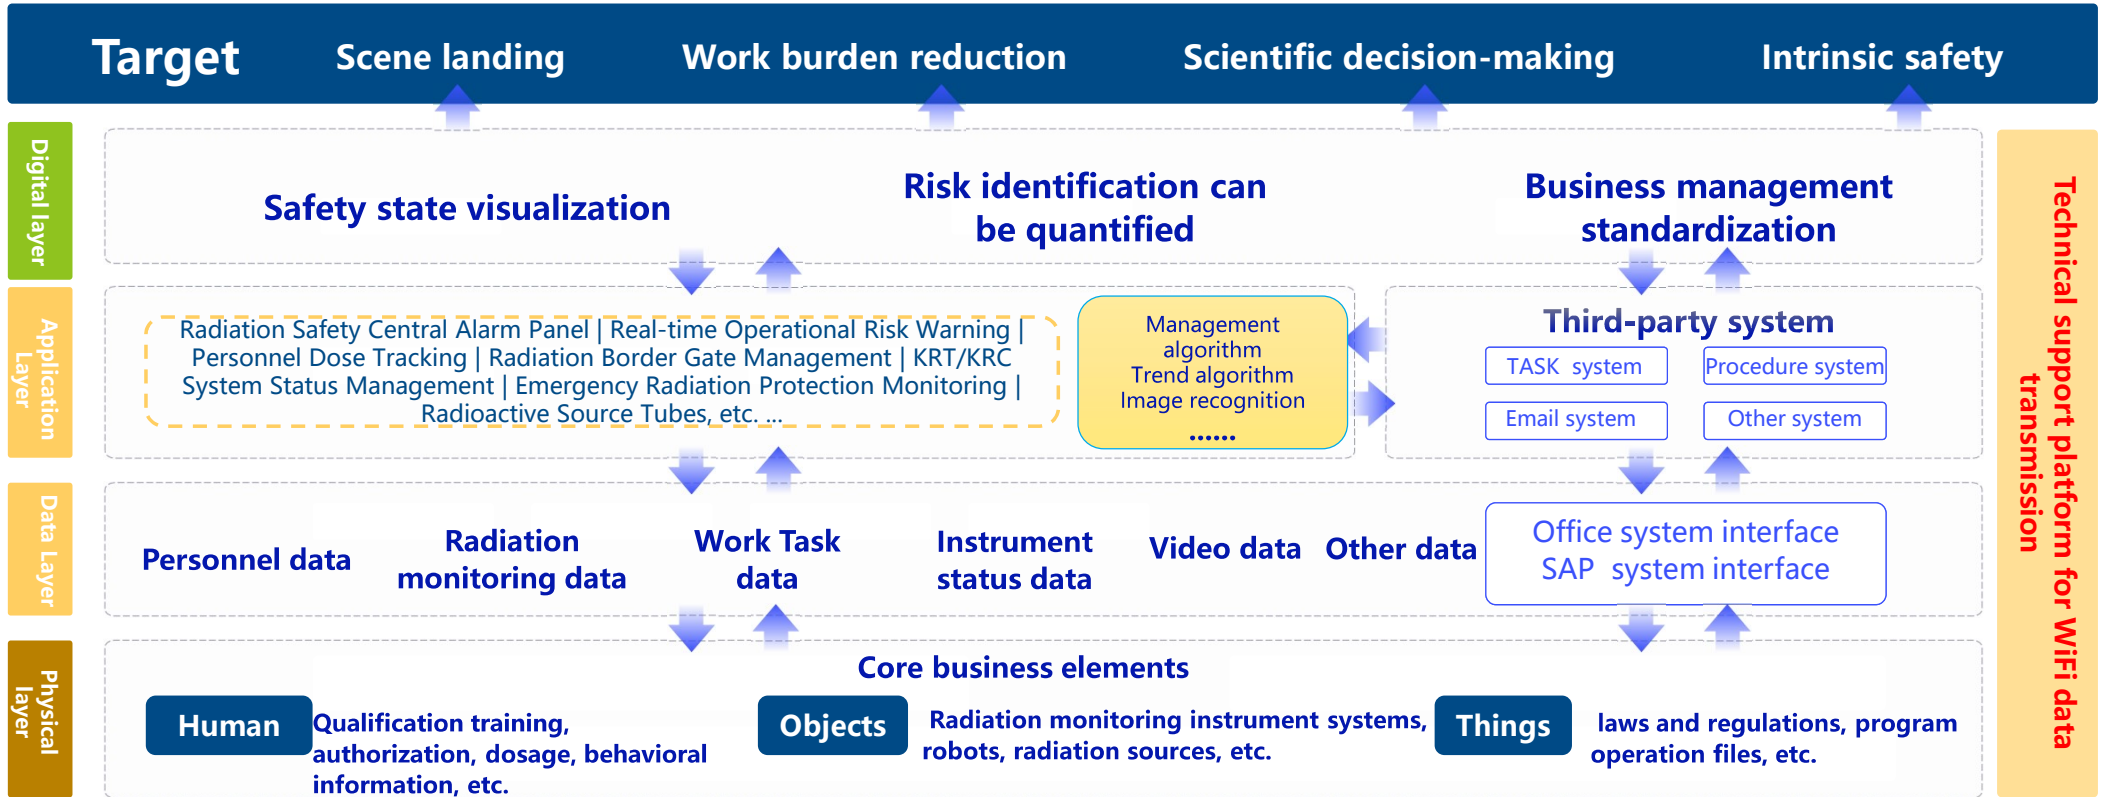 Target
Scene landing
Work burden reduction
Scientific decision-making
Intrinsic safety
Digital layer
Safety state visualization
Risk identification can
be quantified
Business management
standardization
Application
Layer
Radiation Safety Central Alarm Panel | Real-time Operational Risk Warning |
Personnel Dose Tracking | Radiation Border Gate Management | KRT/KRC
System Status Management | Emergency Radiation Protection Monitoring |
Radioactive Source Tubes, etc. ...
Management
algorithm
Trend algorithm
Image recognition
......
Third-party system
TASK system
Procedure system
Email system
Other system
Data Layer
Personnel data
Radiation
monitoring data
Work Task
data
Instrument
status data
Video data
Other data
Office system interface
SAP system interface
Physical
layer
Core business elements
Human
Qualification training,
authorization, dosage, behavioral
information, etc.
Objects
Radiation monitoring instrument systems,
robots, radiation sources, etc.
Things
laws and regulations, program
operation files, etc.
Technical support platform for WiFi data
transmission